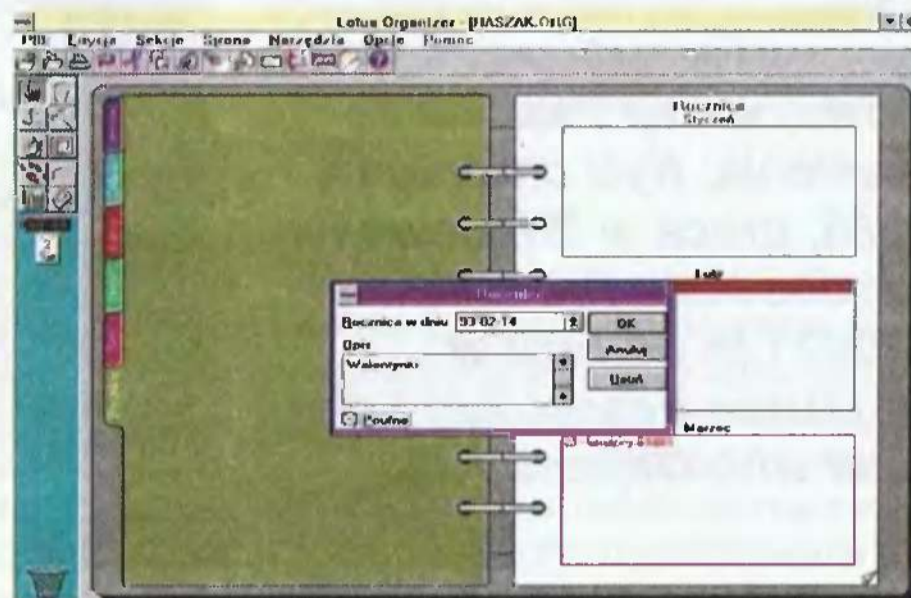 Lotus Organizer - [HASZAK.ORG]
Plik Edycja Sekcje Strona Narzędzia Opcje Pomoc
Rocznica
Styczeń
Luty
Rocznica w dniu 93-02-14 OK
Opis Anuluj
Walentynki Usuń
Poufne
Marzec